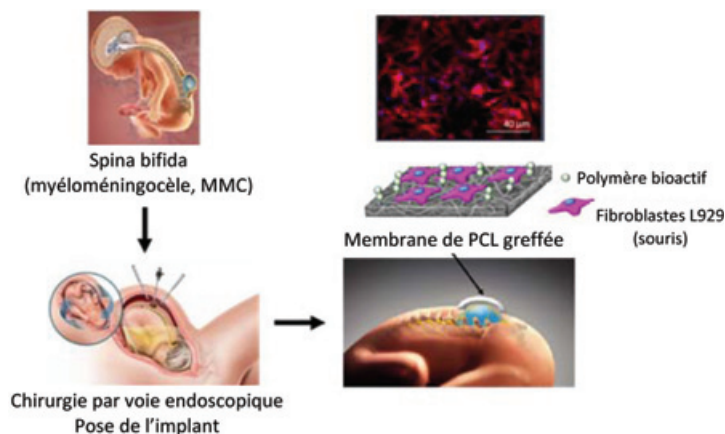 Spina bifida
(myéloméningocèle, MMC)
40 µm
Polymère bioactif
Fibroblastes L929
(souris)
Membrane de PCL greffée
Chirurgie par voie endoscopique
Pose de l’implant